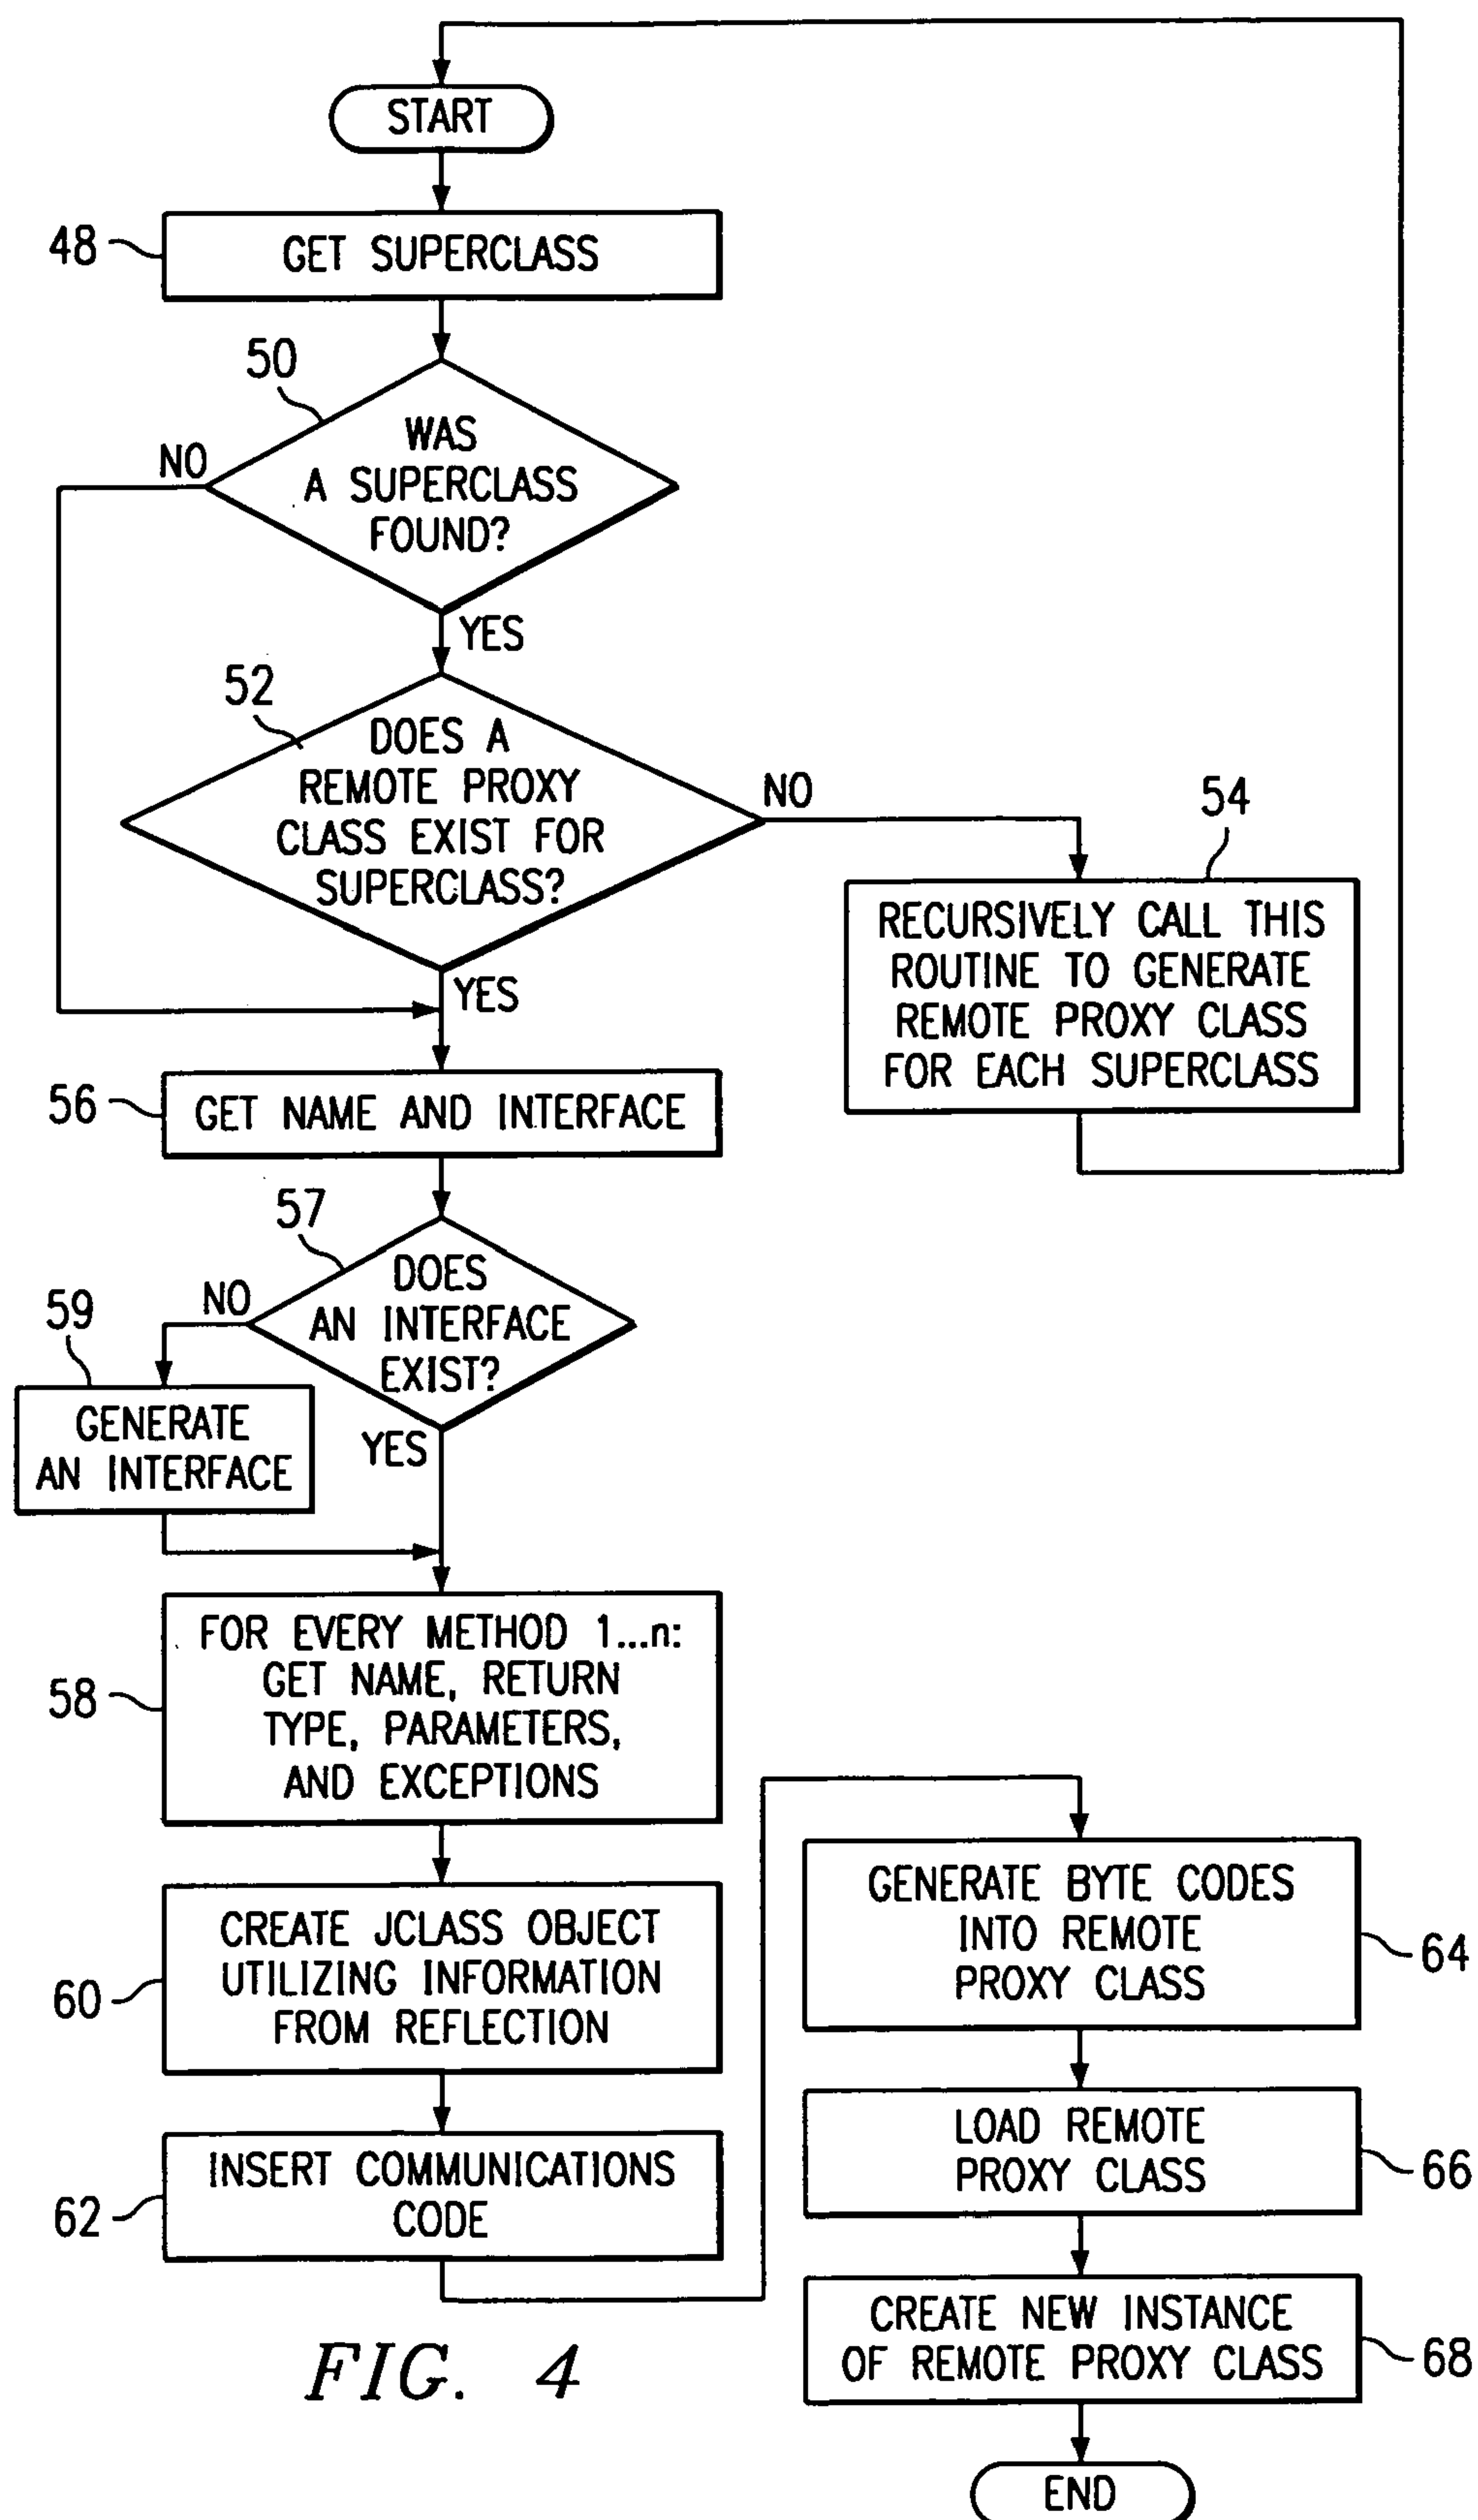 START
48
GET SUPERCLASS
50
WAS
A SUPERCLASS
FOUND?
NO
YES
52
DOES A
REMOTE PROXY
CLASS EXIST FOR
SUPERCLASS?
NO
YES
54
RECURSIVELY CALL THIS
ROUTINE TO GENERATE
REMOTE PROXY CLASS
FOR EACH SUPERCLASS
56
GET NAME AND INTERFACE
57
DOES
AN INTERFACE
EXIST?
NO
YES
59
GENERATE
AN INTERFACE
58
FOR EVERY METHOD 1...n:
GET NAME, RETURN
TYPE, PARAMETERS,
AND EXCEPTIONS
60
CREATE JCLASS OBJECT
UTILIZING INFORMATION
FROM REFLECTION
62
INSERT COMMUNICATIONS
CODE
GENERATE BYTE CODES
INTO REMOTE
PROXY CLASS
64
LOAD REMOTE
PROXY CLASS
66
CREATE NEW INSTANCE
OF REMOTE PROXY CLASS
68
END
FIG. 4